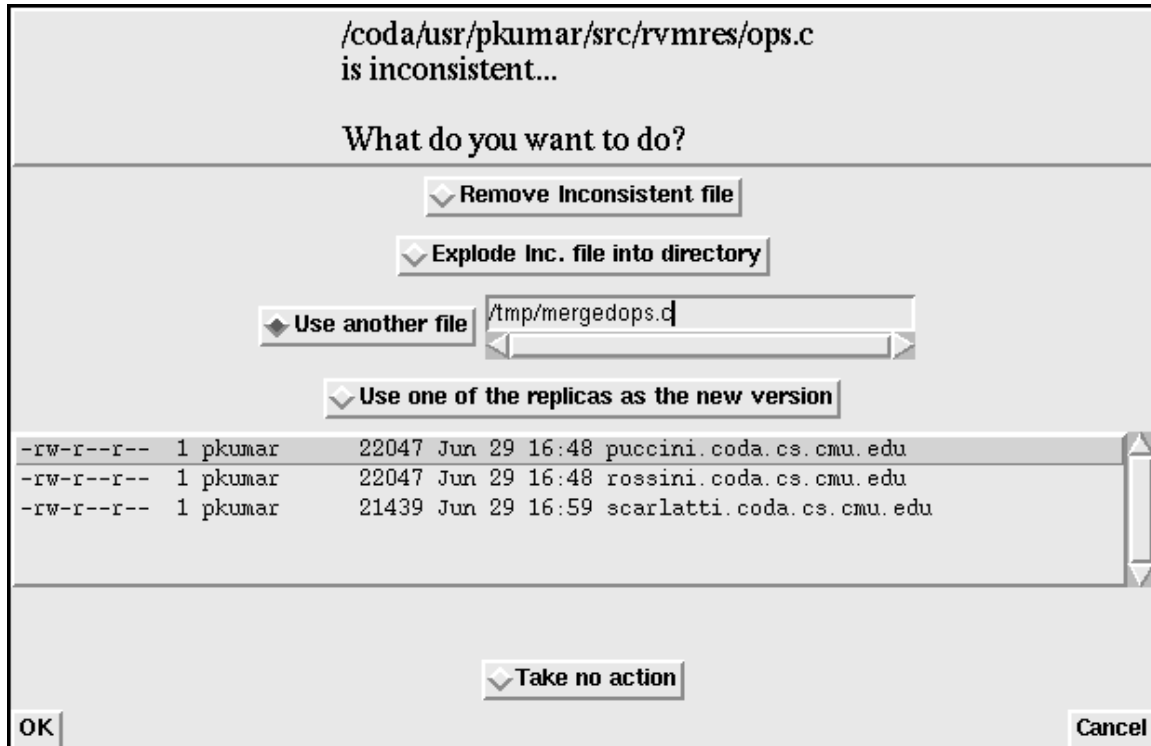 /coda/usr/pkumar/src/rvmres/ops.c
is inconsistent...
What do you want to do?
Remove Inconsistent file
Explode Inc. file into directory
Use another file /tmp/mergedops.c
Use one of the replicas as the new version
-rw-r--r-- 1 pkumar 22047 Jun 29 16:48 puccini.coda.cs.cmu.edu
-rw-r--r-- 1 pkumar 22047 Jun 29 16:48 rossini.coda.cs.cmu.edu
-rw-r--r-- 1 pkumar 21439 Jun 29 16:59 scarlatti.coda.cs.cmu.edu
Take no action
OK Cancel